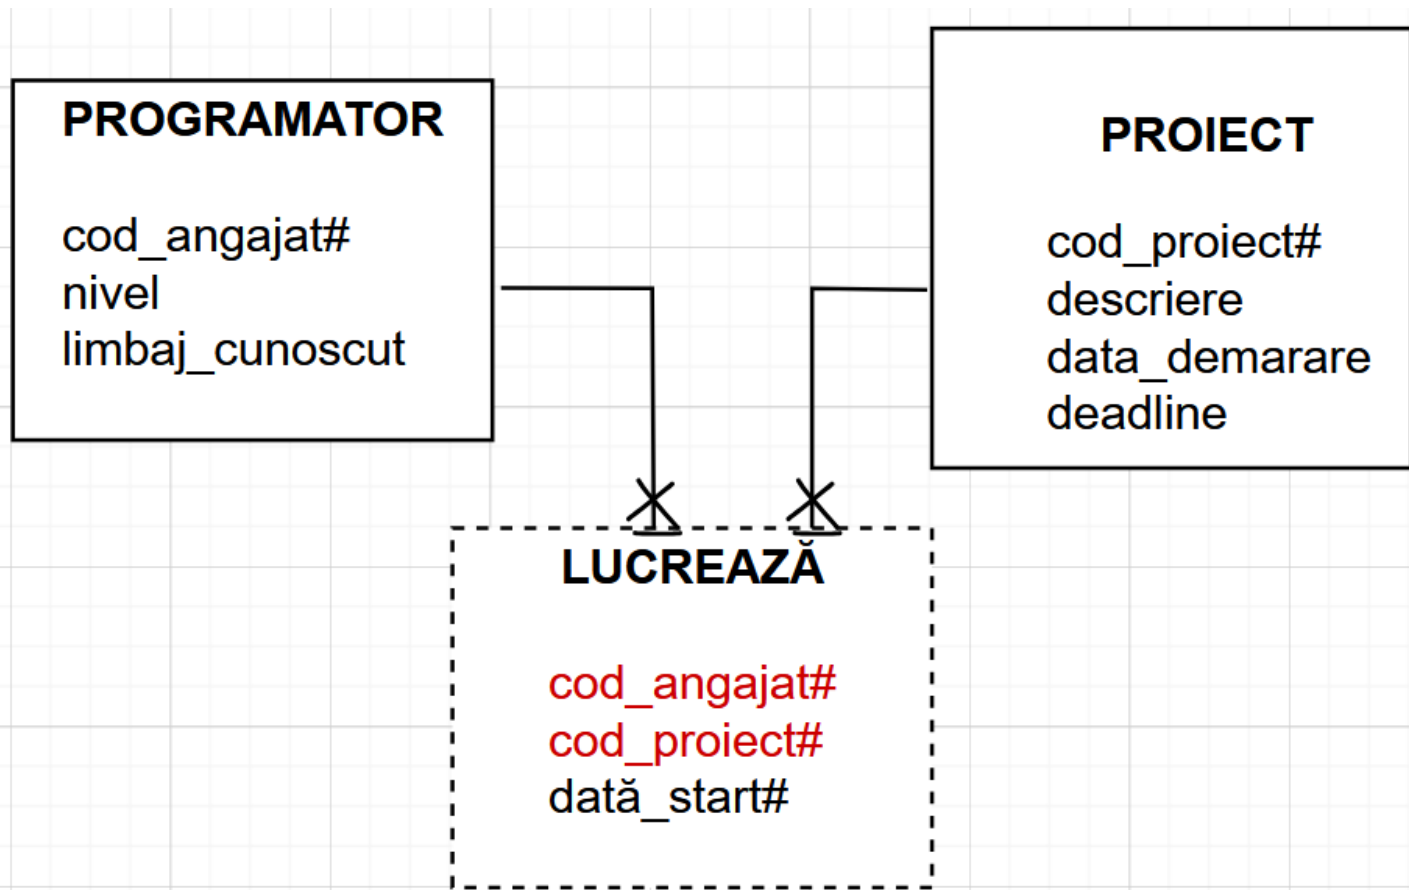 PROGRAMATOR
cod_angajat#
nivel
limbaj_cunoscut
PROIECT
cod_proiect#
descriere
data_demarare
deadline
LUCREAZĂ
cod_angajat#
cod_proiect#
dată_start#